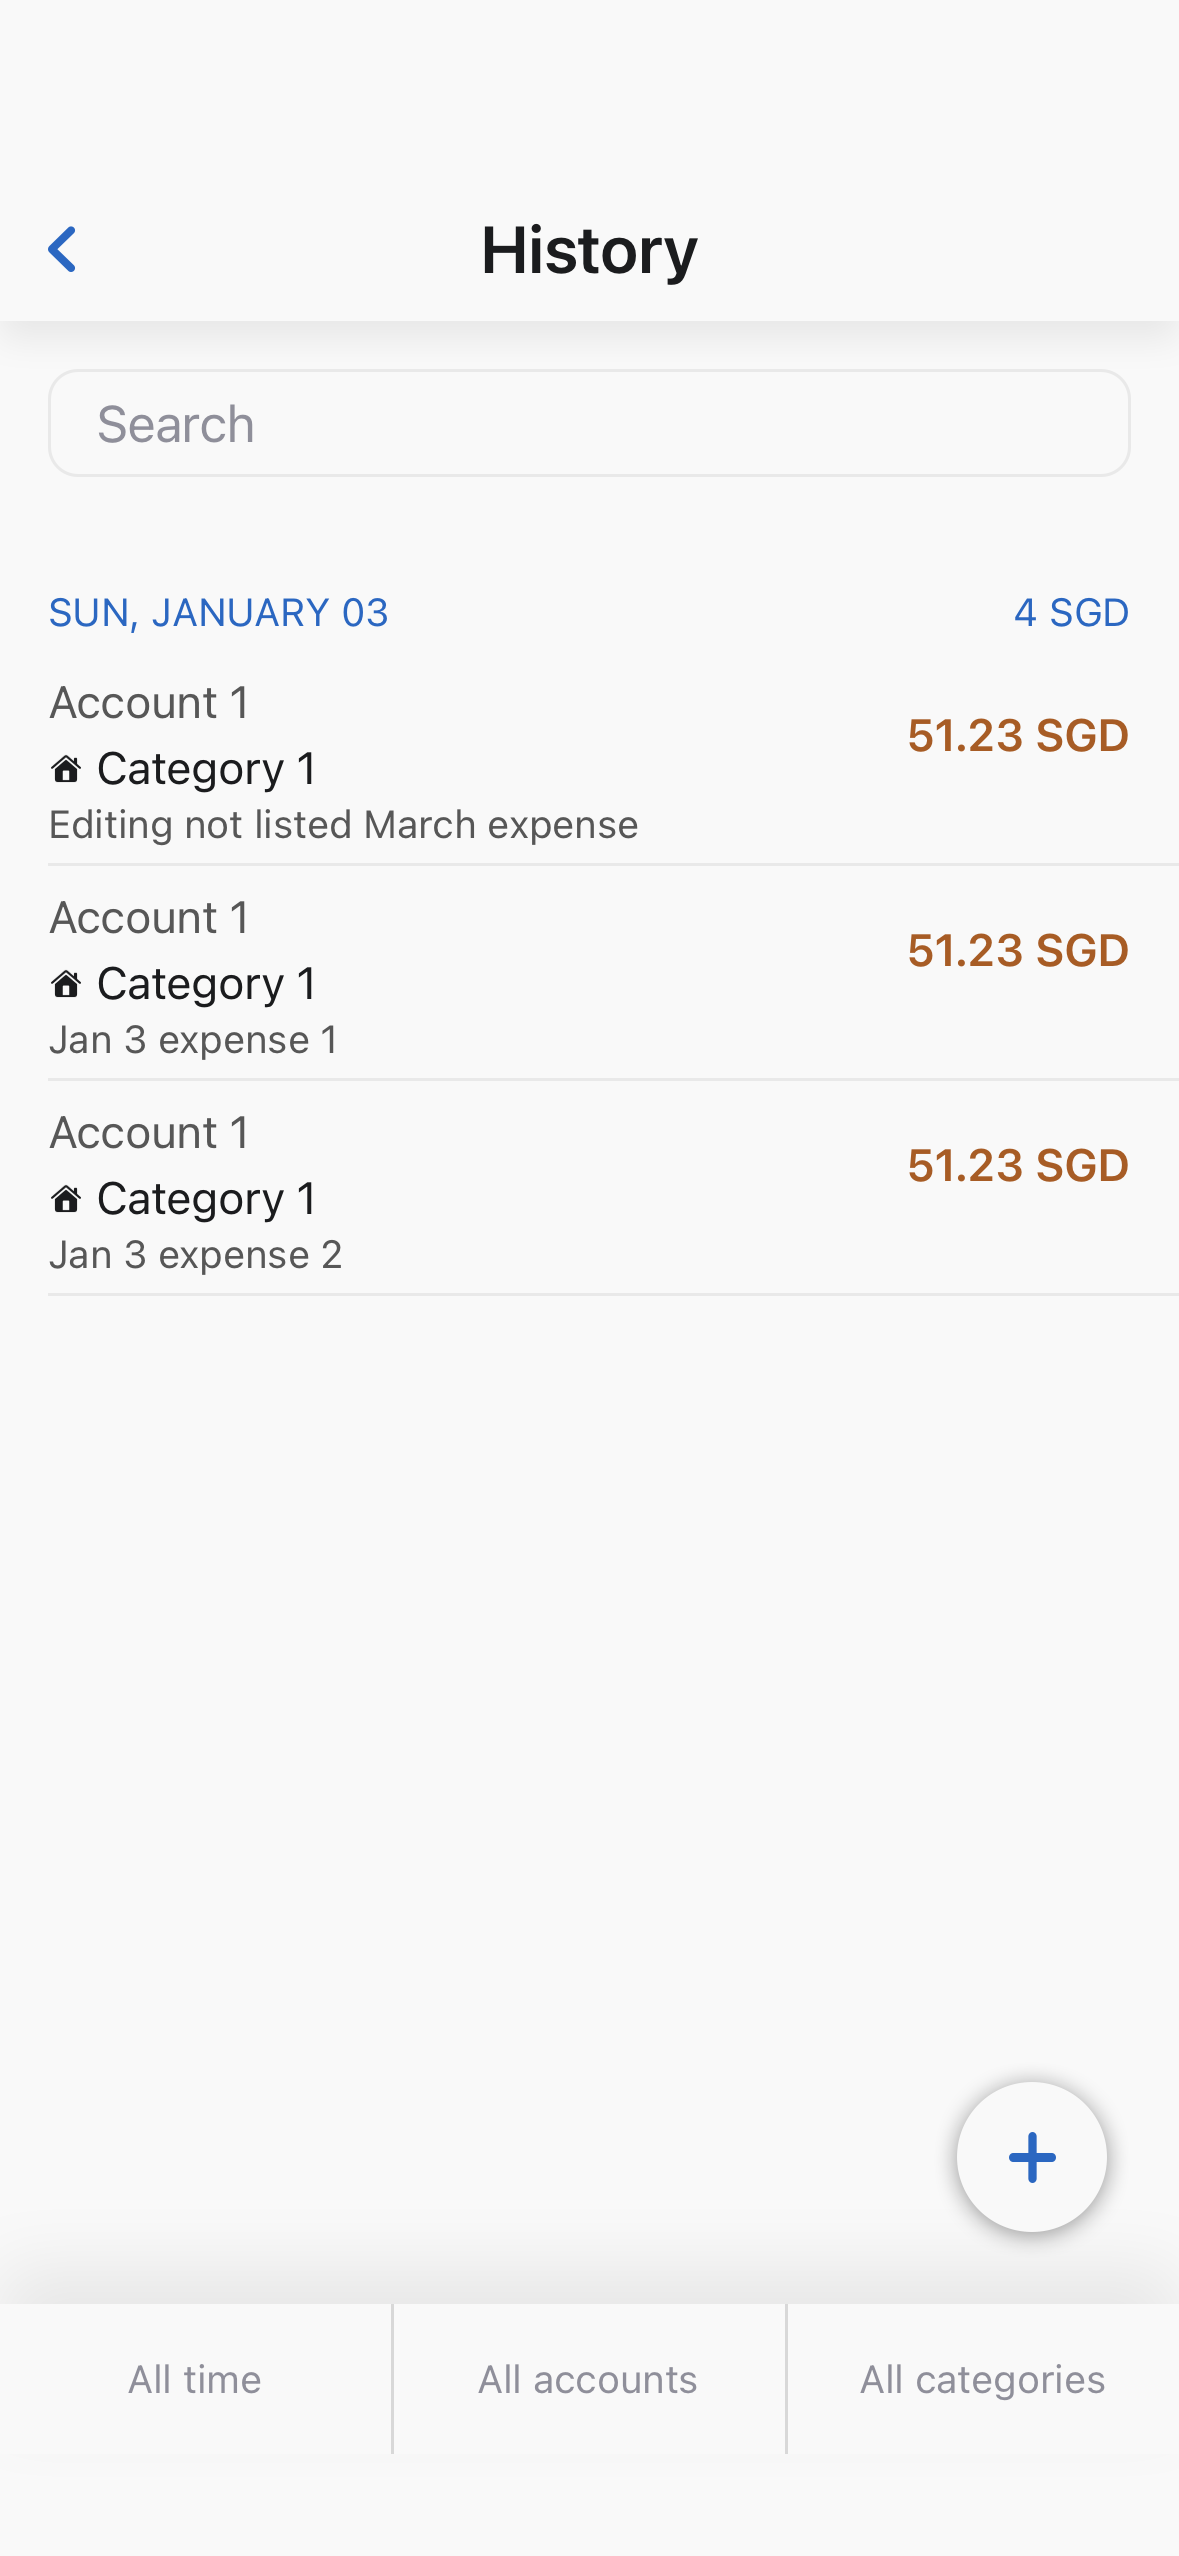 History
Search
SUN, JANUARY 03 4 SGD
Account 1
51.23 SGD
Category 1
Editing not listed March expense
Account 1
51.23 SGD
Category 1
Jan 3 expense 1
Account 1
51.23 SGD
Category 1
Jan 3 expense 2
All time All accounts All categories